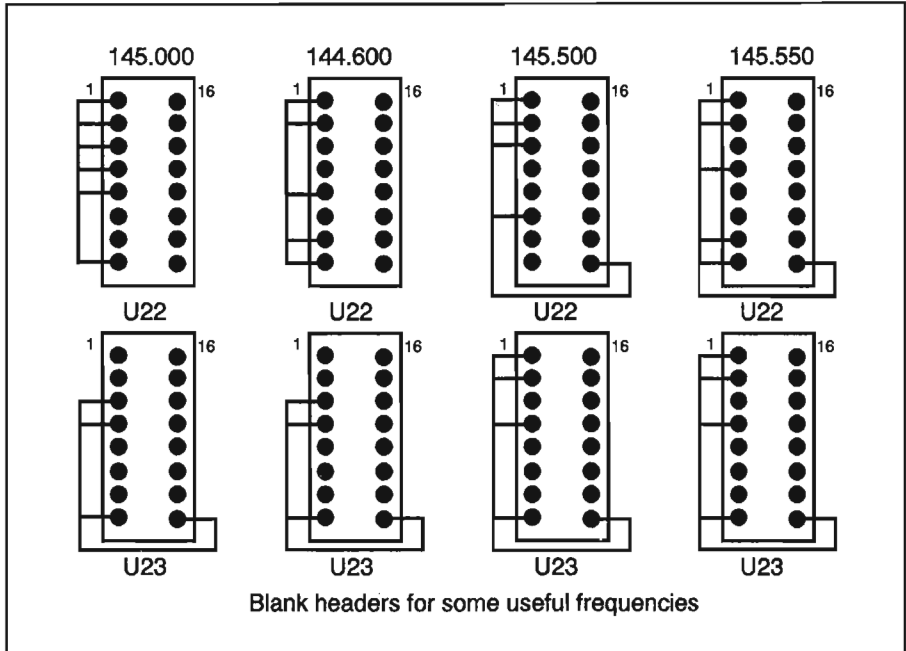 145.000 144.600 145.500 145.550
1 16 1 16 1 16 1 16
U22 U22 U22 U22
1 16 1 16 1 16 1 16
U23 U23 U23 U23
Blank headers for some useful frequencies